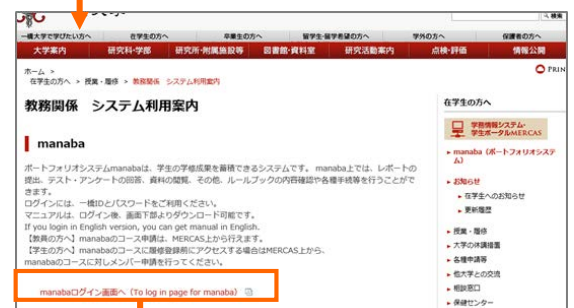 検索
一橋大学で学びたい方へ 在学生の方へ 卒業生の方へ 留学生・留学希望の方へ 学外の方へ 保護者の方へ
大学案内 研究科・学部 研究所・附属施設等 図書館・資料室 研究活動案内 点検・評価 情報公開
ホーム >
在学生の方へ > 授業・履修 > 教務関係 システム利用案内
PRIN
教務関係 システム利用案内
在学生の方へ
manaba
学務情報システム・
学生ポータルMERCAS
manaba（ポートフォリオシステム）
ポートフォリオシステムmanabaは、学生の学修成果を蓄積できるシステムです。 manaba上では、レポートの
提出、テスト・アンケートの回答、資料の閲覧、その他、ルールブックの内容確認や各種手続等を行うことがで
きます。
ログインには、一橋IDとパスワードをご利用ください。
マニュアルは、ログイン後、画面下部よりダウンロード可能です。
If you login in English version, you can get manual in English.
【教員の方へ】manabaのコース申請は、MERCAS上から行えます。
【学生の方へ】manabaのコースに履修登録前にアクセスする場合はMERCAS上から、
manabaのコースに対しメンバー申請を行ってください。
manabaログイン画面へ（To log in page for manaba）
お知らせ
在学生へのお知らせ
更新履歴
授業・履修
大学の休講措置
各種申請等
他大学との交流
相談窓口
保健センター